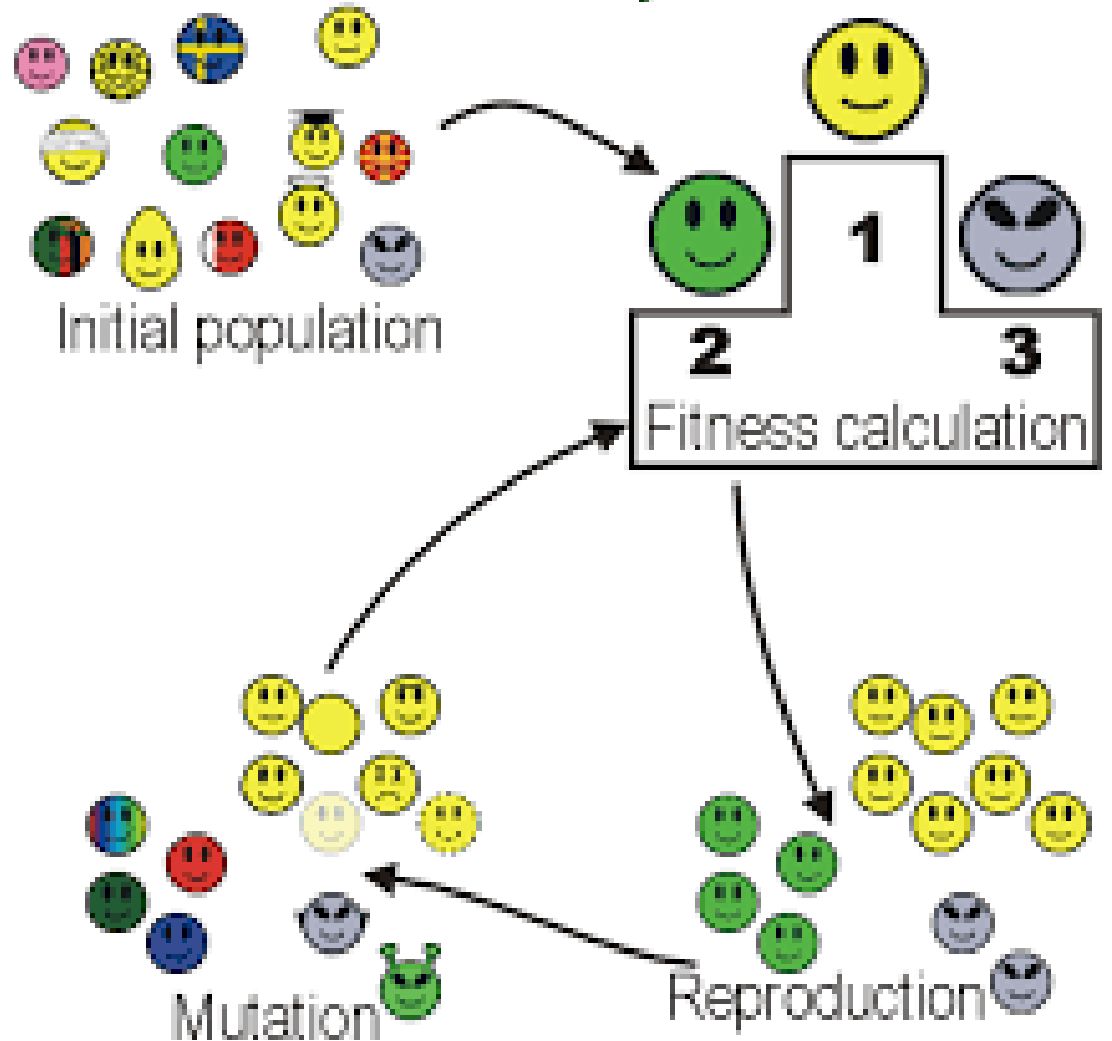 1
Initial population
2 3
Fitness calculation
Mutation
Reproduction